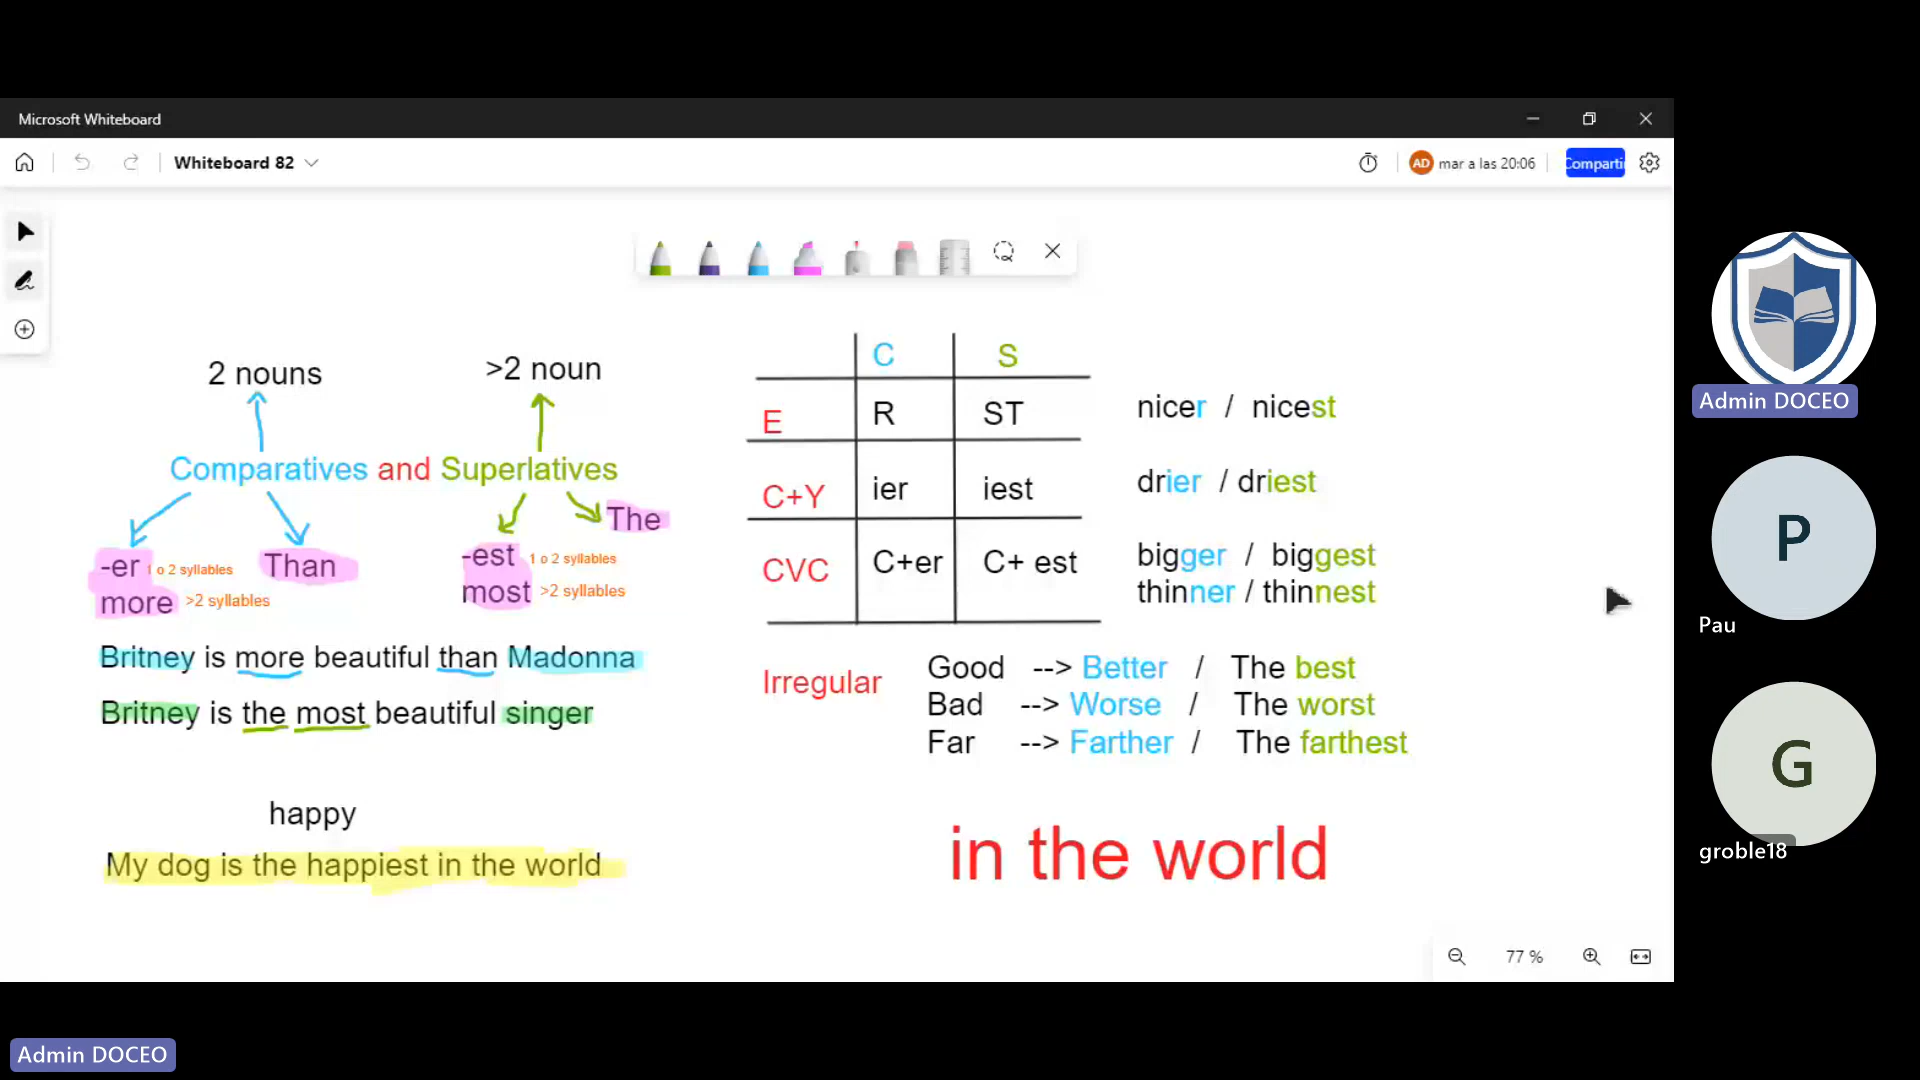 Microsoft Whiteboard
Whiteboard 82
AD mar a las 20:06
Comparti
2 nouns
>2 noun
Comparatives and Superlatives
The
-er 1 o 2 syllables
Than
more >2 syllables
-est 1 o 2 syllables
most >2 syllables
Britney is more beautiful than Madonna
Britney is the most beautiful singer
happy
My dog is the happiest in the world
C S
E R ST nicer / nicest
C+Y ier iest drier / driest
CVC C+er C+ est bigger / biggest
thinner / thinnest
Irregular
Good --> Better / The best
Bad --> Worse / The worst
Far --> Farther / The farthest
in the world
77 %
Admin DOCEO
P
Pau
G
groble18
Admin DOCEO